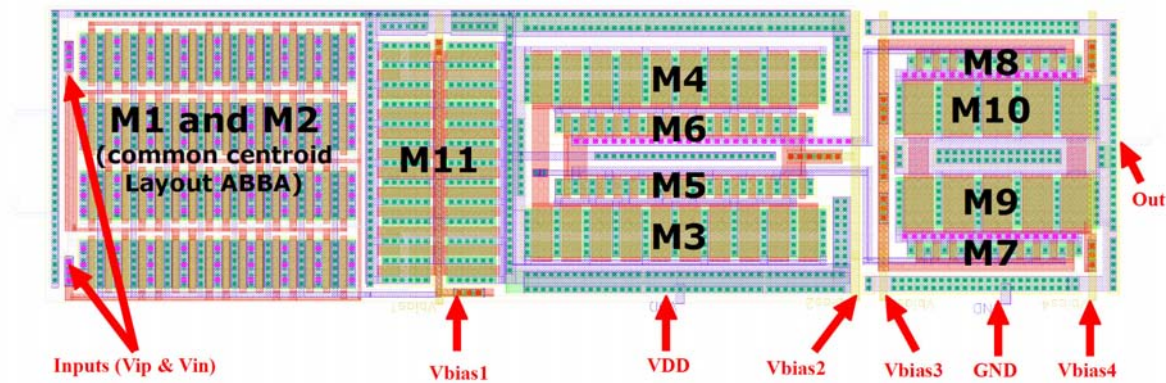 M1 and M2
(common centroid
Layout ABBA)
M11
M4
M6
M5
M3
M8
M10
M9
M7
Out
Inputs (Vip & Vin)
Vbias1
VDD
Vbias2
Vbias3
GND
Vbias4